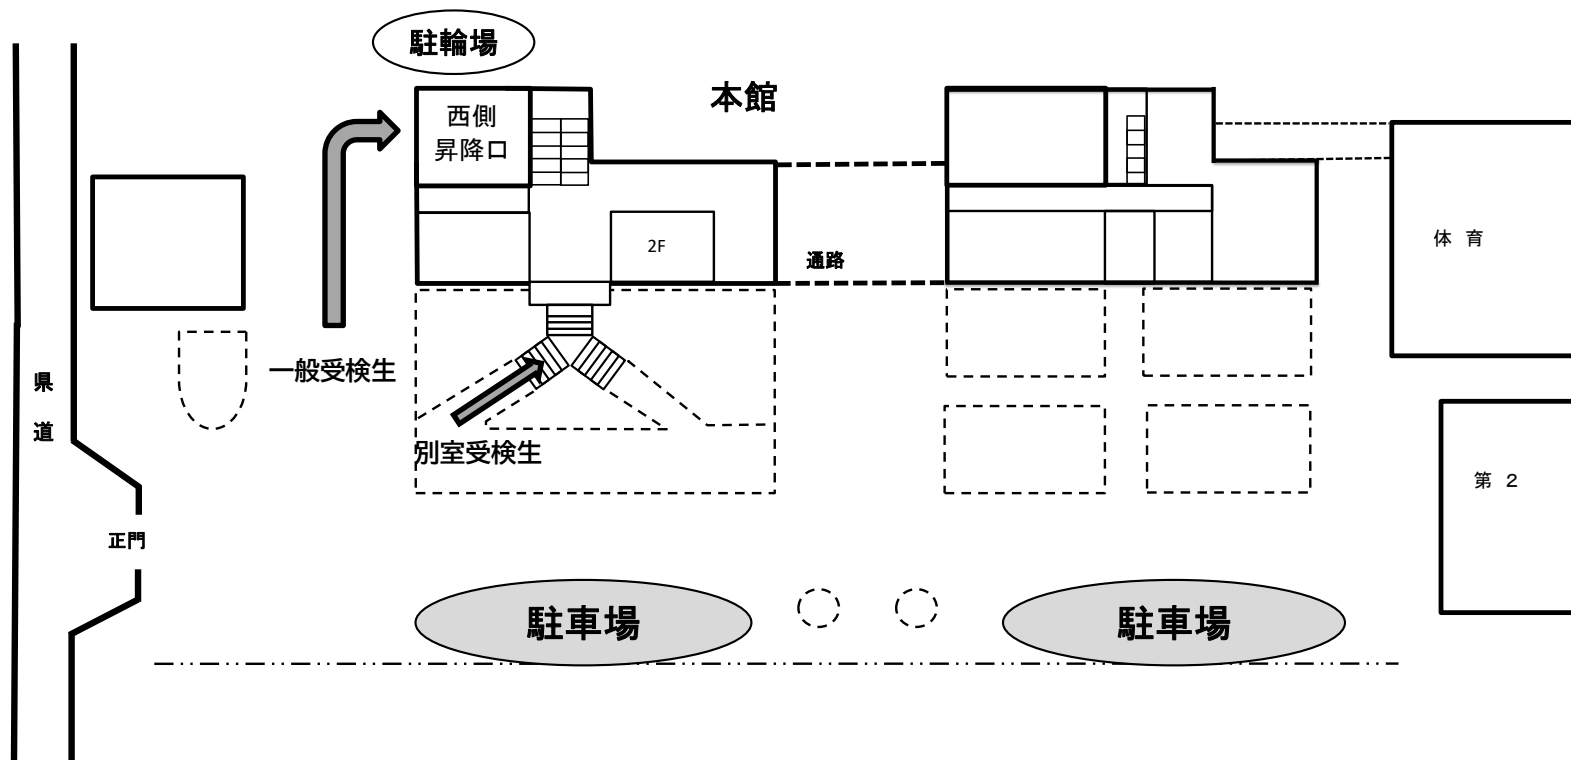 駐輪場
本館
西側
昇降口
体 育
2F
通路
一般受検生
県
道
別室受検生
第 2
正門
駐車場
駐車場